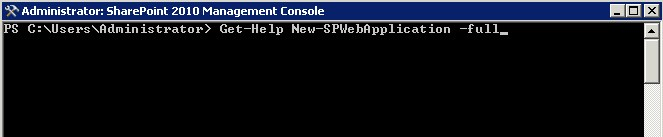 Administrator: SharePoint 2010 Management Console
PS C:\Users\Administrator> Get-Help New-SPWebApplication -full_